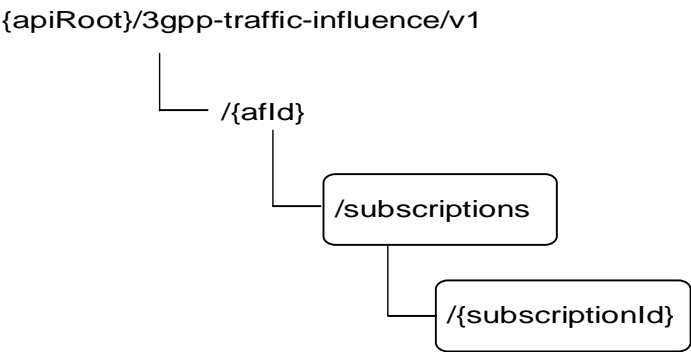 {apiRoot}/3gpp-traffic-influence/v1
/{afId}
/subscriptions
/{subscriptionId}